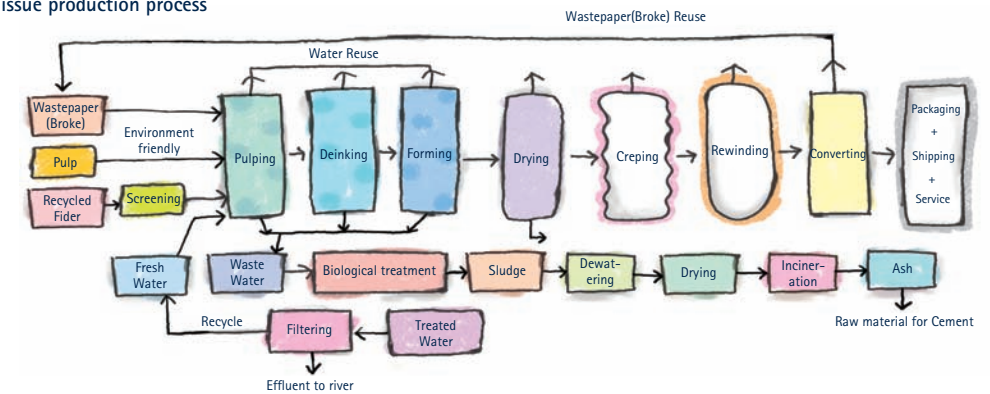 issue production process
Wastepaper(Broke) Reuse
Water Reuse
Wastepaper
(Broke)
Environment
friendly
Pulp
Recycled
Fider
Screening
Pulping
Deinking
Forming
Drying
Creping
Rewinding
Converting
Packaging
+
Shipping
+
Service
Fresh
Water
Waste
Water
Biological treatment
Sludge
Dewat-
ering
Drying
Inciner-
ation
Ash
Recycle
Filtering
Treated
Water
Raw material for Cement
Effluent to river